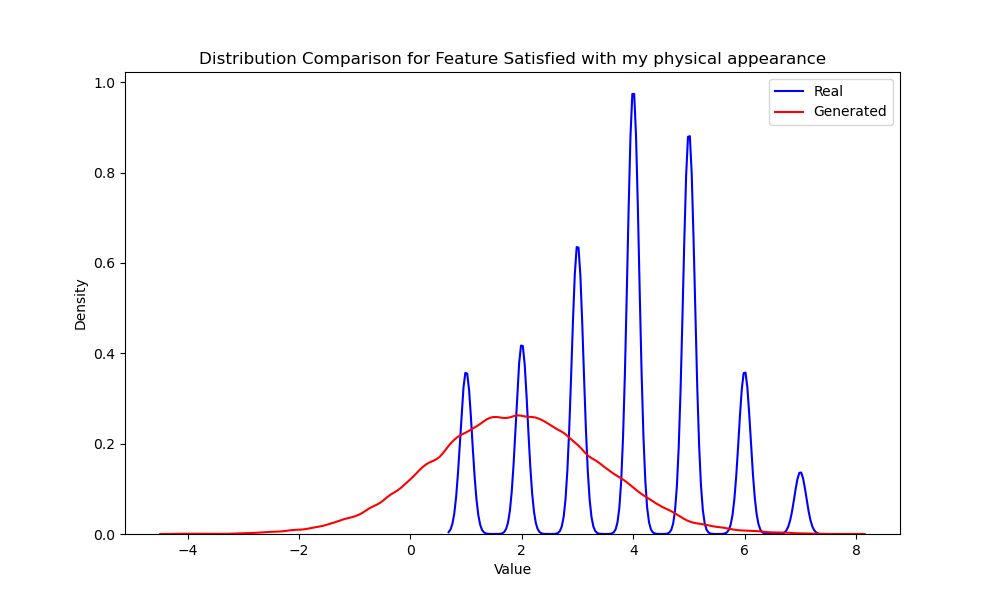 Distribution Comparison for Feature Satisfied with my physical appearance
Real
Generated
1.0
0.8
0.6
0.4
0.2
0.0
Density
−4
−2
0
2
4
6
8
Value